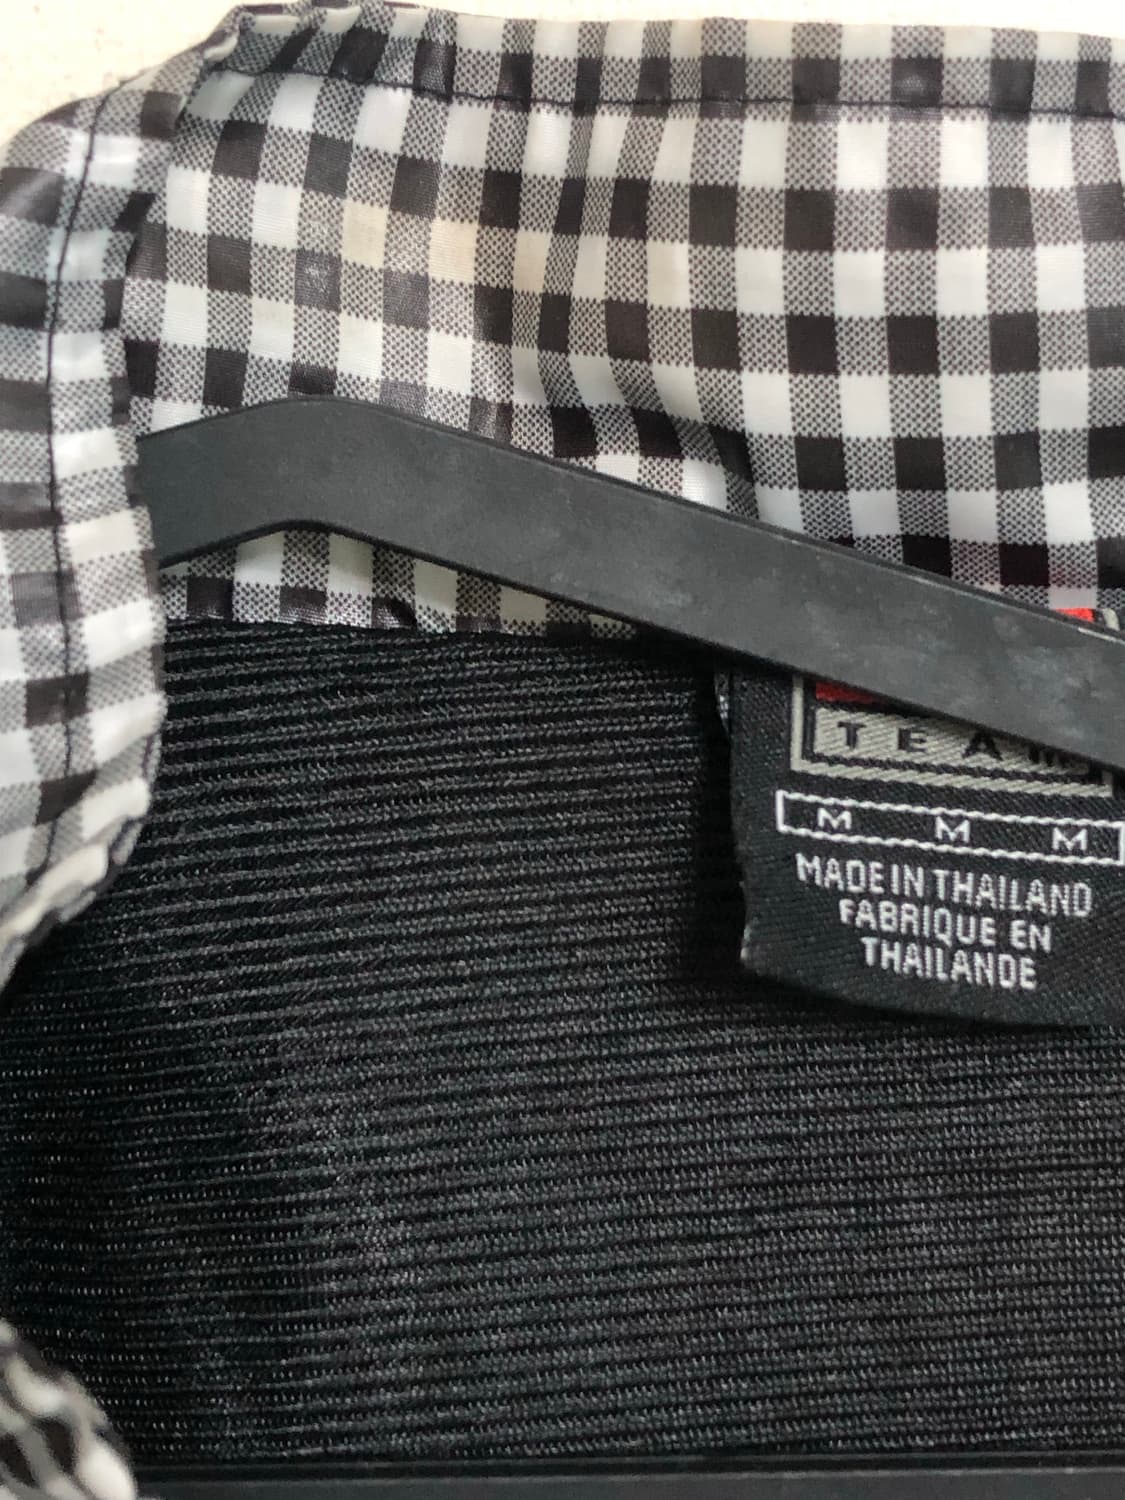 TEAM
M M M
MADE IN THAILAND
FABRIQUE EN
THAILANDE